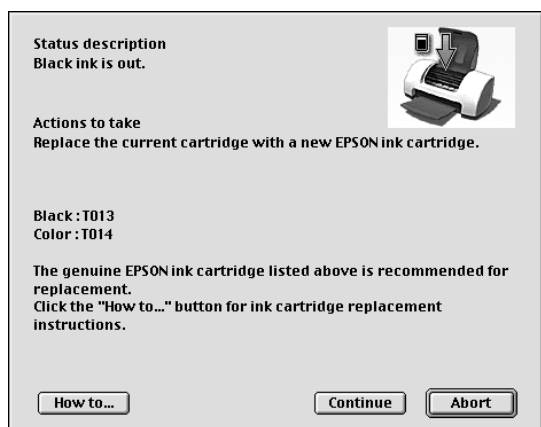 Status description
Black ink is out.
Actions to take
Replace the current cartridge with a new EPSON ink cartridge.
Black : T013
Color : T014
The genuine EPSON ink cartridge listed above is recommended for
replacement.
Click the "How to..." button for ink cartridge replacement
instructions.
How to... Continue Abort